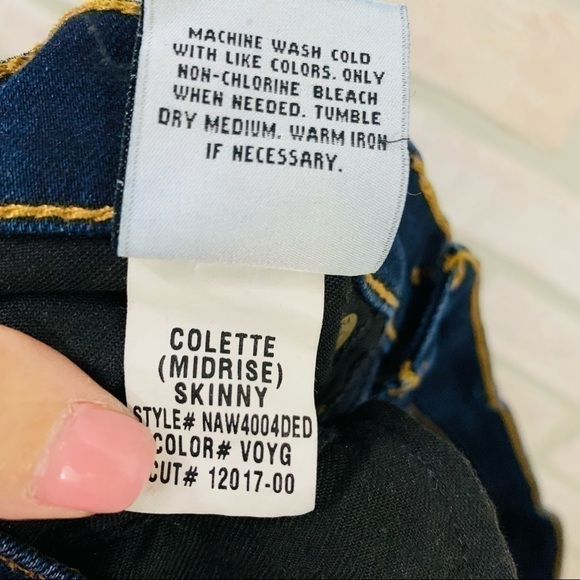 MACHINE WASH COLD
WITH LIKE COLORS. ONLY
NON-CHLORINE BLEACH
WHEN NEEDED. TUMBLE
DRY MEDIUM. WARM IRON
IF NECESSARY.
COLETTE
(MIDRISE)
SKINNY
STYLE# NAW4004DED
COLOR# VOYG
CUT# 12017-00